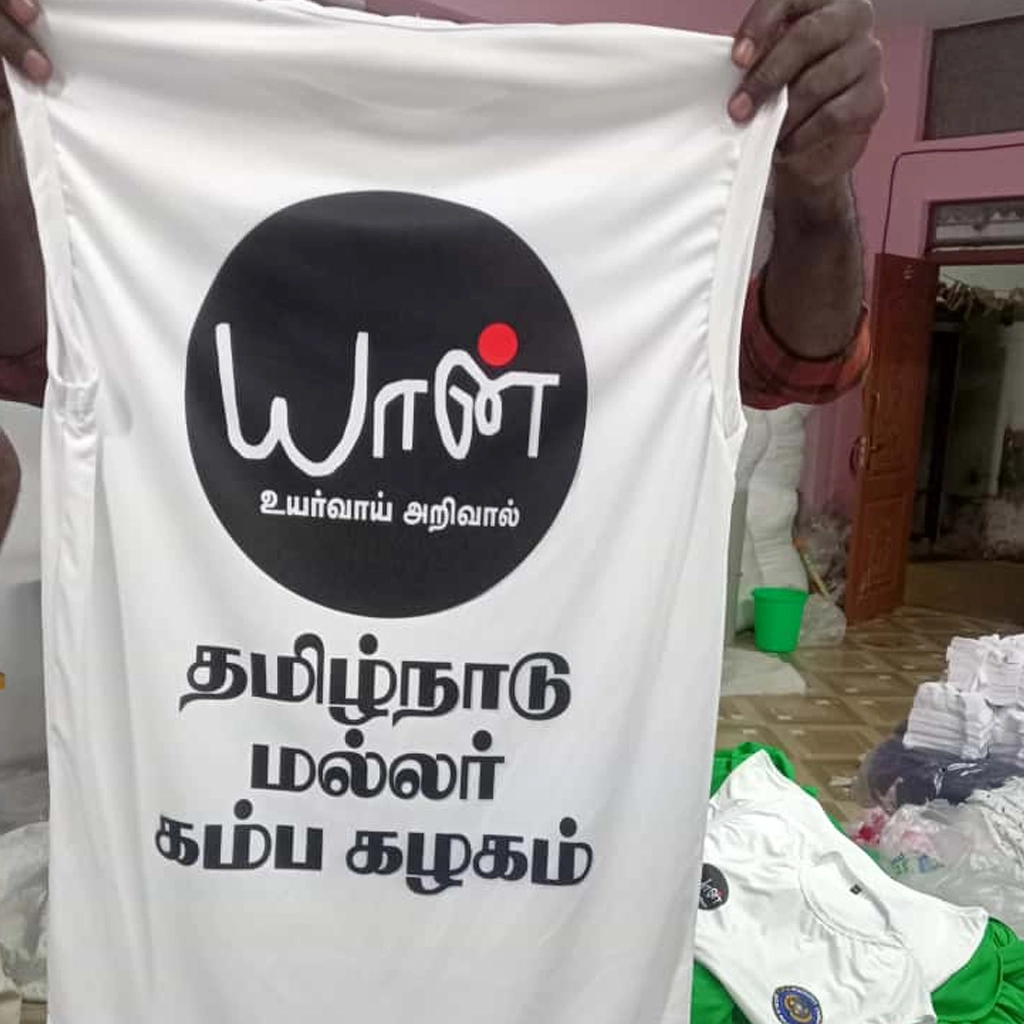 யான்
உயர்வாய் அறிவால்
தமிழ்நாடு
மல்லர்
கம்ப கழகம்